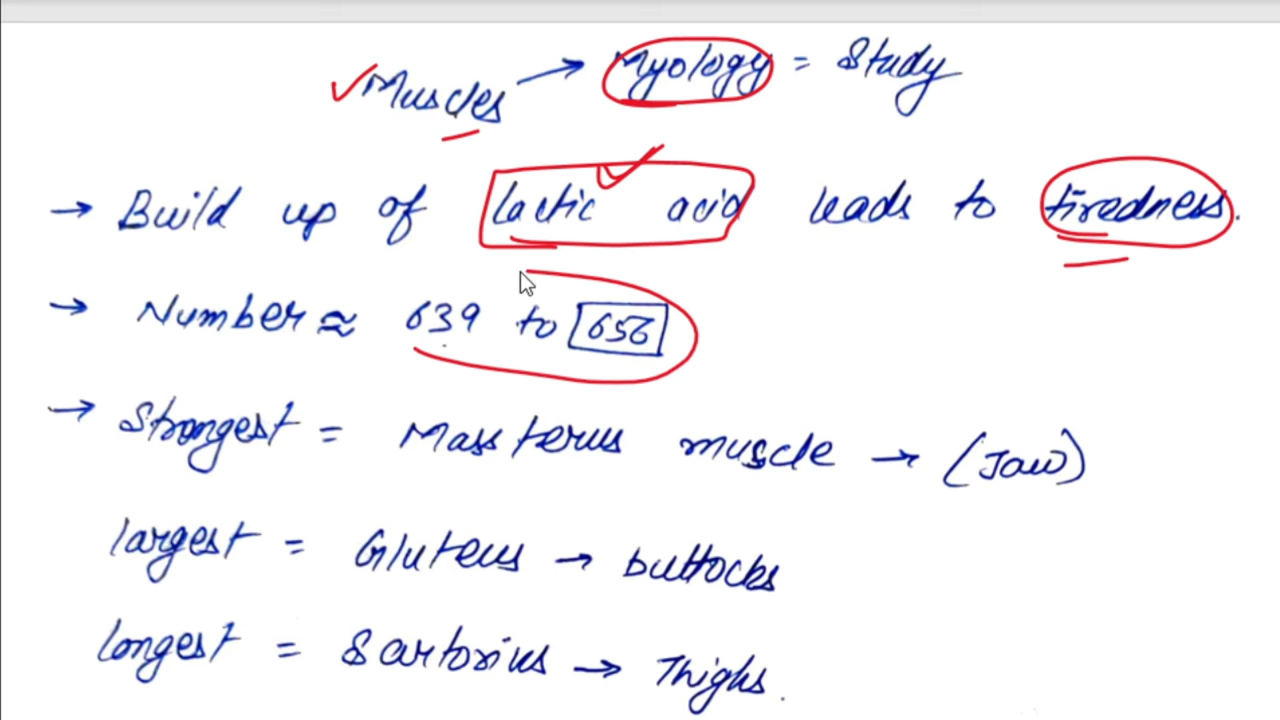 Muscles → Myology = Study
→ Build up of lactic acid leads to tiredness.
→ Number ≈ 639 to 656
→ Strongest = Massterus muscle → (Jaw)
largest = Gluteus → buttocks
longest = Sartorius → Thighs.